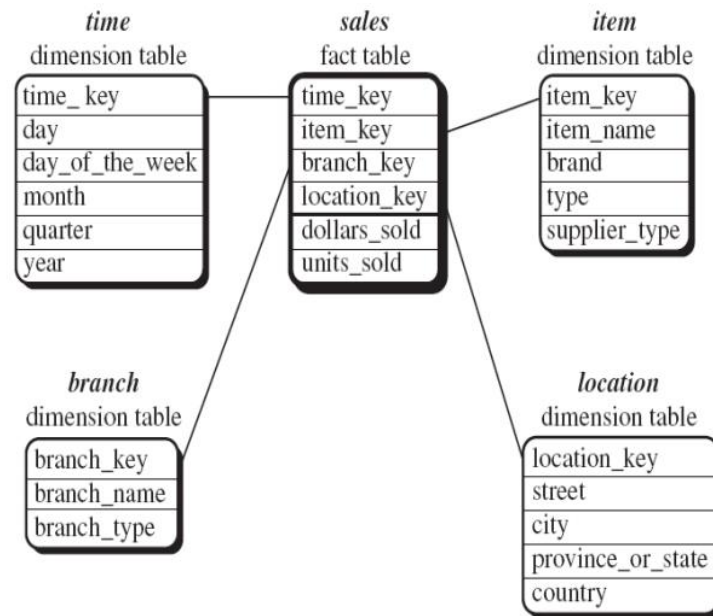 time
dimension table
time_ key
day
day_of_the_week
month
quarter
year
sales
fact table
time_key
item_key
branch_key
location_key
dollars_sold
units_sold
item
dimension table
item_key
item_name
brand
type
supplier_type
branch
dimension table
branch_key
branch_name
branch_type
location
dimension table
location_key
street
city
province_or_state
country